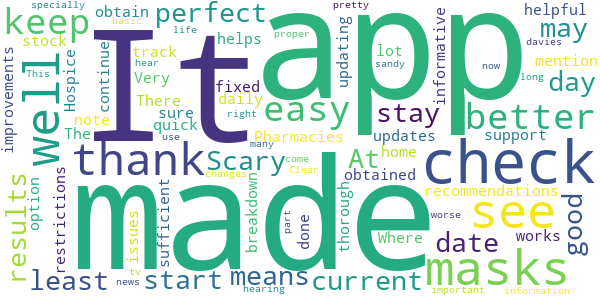 specially
obtain
basic
pretty
life
proper
helpful
keep
perfect
hear
updating
may
stock
track
helps
sandy
davies
lot
informative
mention
This
Very
There
fixed
easy
stay
now
day
long
improvements
well
Hospice
continue
It
app
sure
daily
The
note
quick
right
better
use
many
Pharmacies
updates
support
thank
Scary
At
home
check
results
option
restrictions
issues
sufficient
made
come
changes
Clear
breakdown
part
done
thorough
obtained
recommendations
Where
see
good
date
works
worse
tv
news
least
start
means
hearing
current
masks
important
information